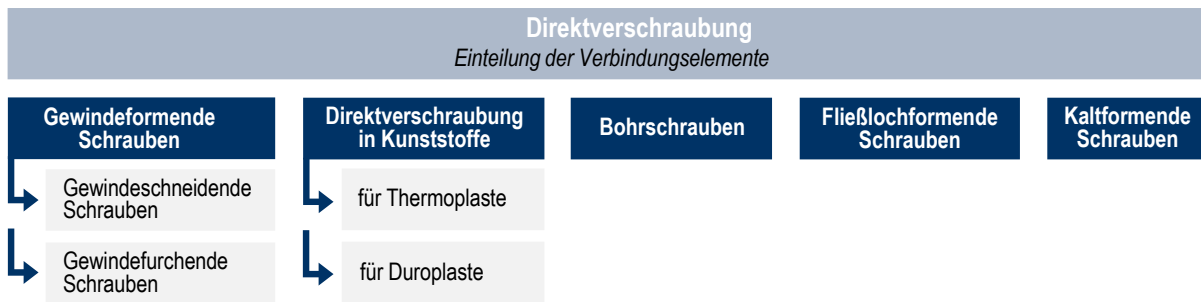 Direktverschraubung
Einteilung der Verbindungselemente
Gewindeformende
Schrauben
Gewindeschneidende
Schrauben
Gewindefurchende
Schrauben
Direktverschraubung
in Kunststoffe
für Thermoplaste
für Duroplaste
Bohrschrauben
Fließlochformende
Schrauben
Kaltformende
Schrauben